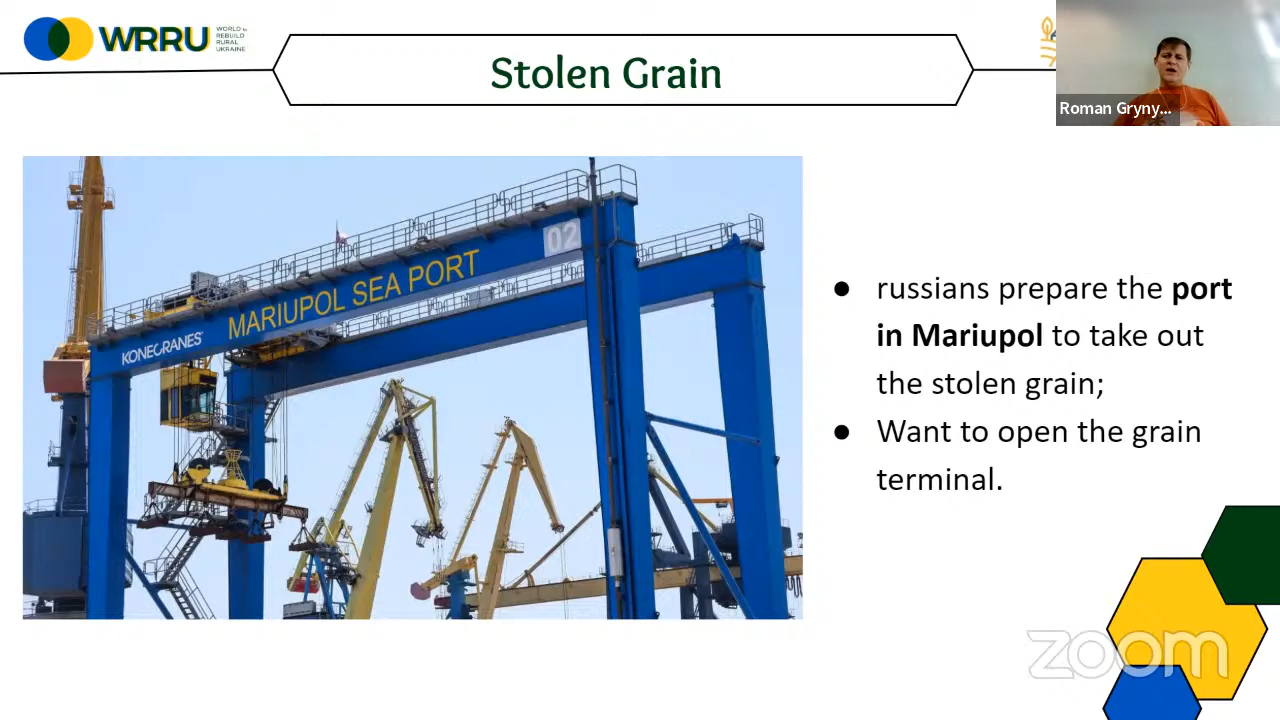 WRRU
WORLD to
REBUILD
RURAL
UKRAINE
Stolen Grain
Roman Gryny...
02
MARIUPOL SEA PORT
KONECRANES
● russians prepare the port
in Mariupol to take out
the stolen grain;
● Want to open the grain
terminal.
zoom